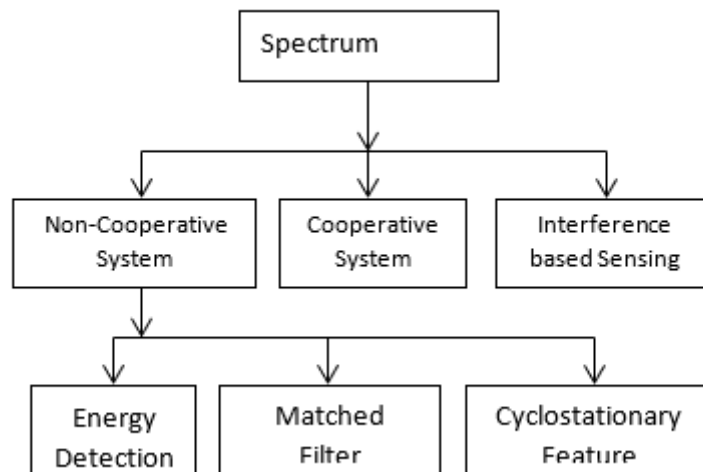 Spectrum
Non-Cooperative
System
Cooperative
System
Interference
based Sensing
Energy
Detection
Matched
Filter
Cyclostationary
Feature